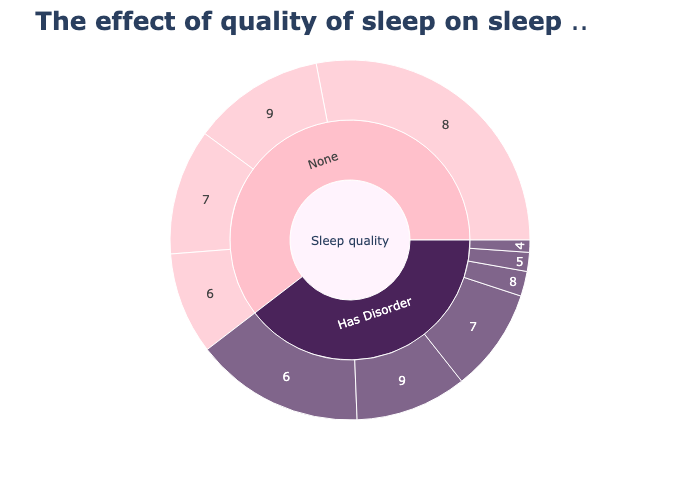 The effect of quality of sleep on sleep ..
8
9
None
7
Sleep quality
4
5
8
6
Has Disorder
7
6
9